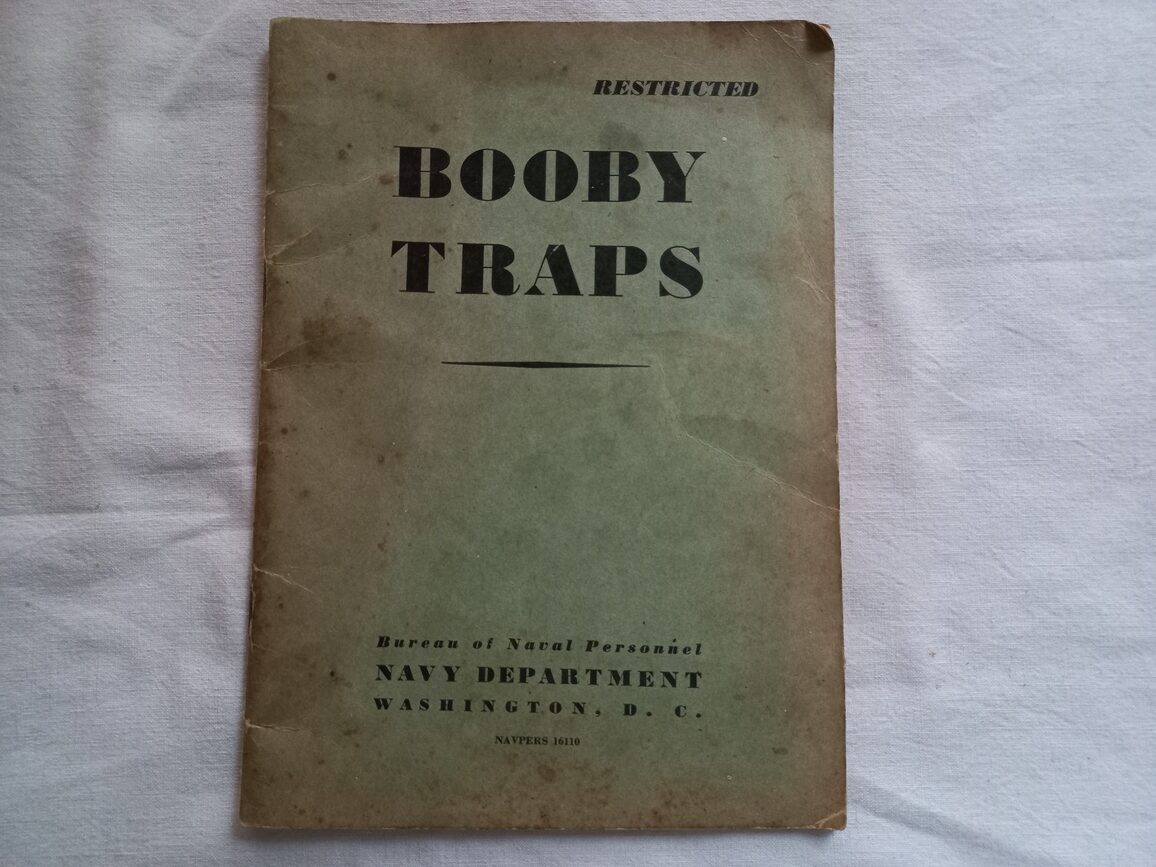 RESTRICTED
BOOBY
TRAPS
Bureau of Naval Personnel
NAVY DEPARTMENT
WASHINGTON, D. C.
NAVPERS 16110